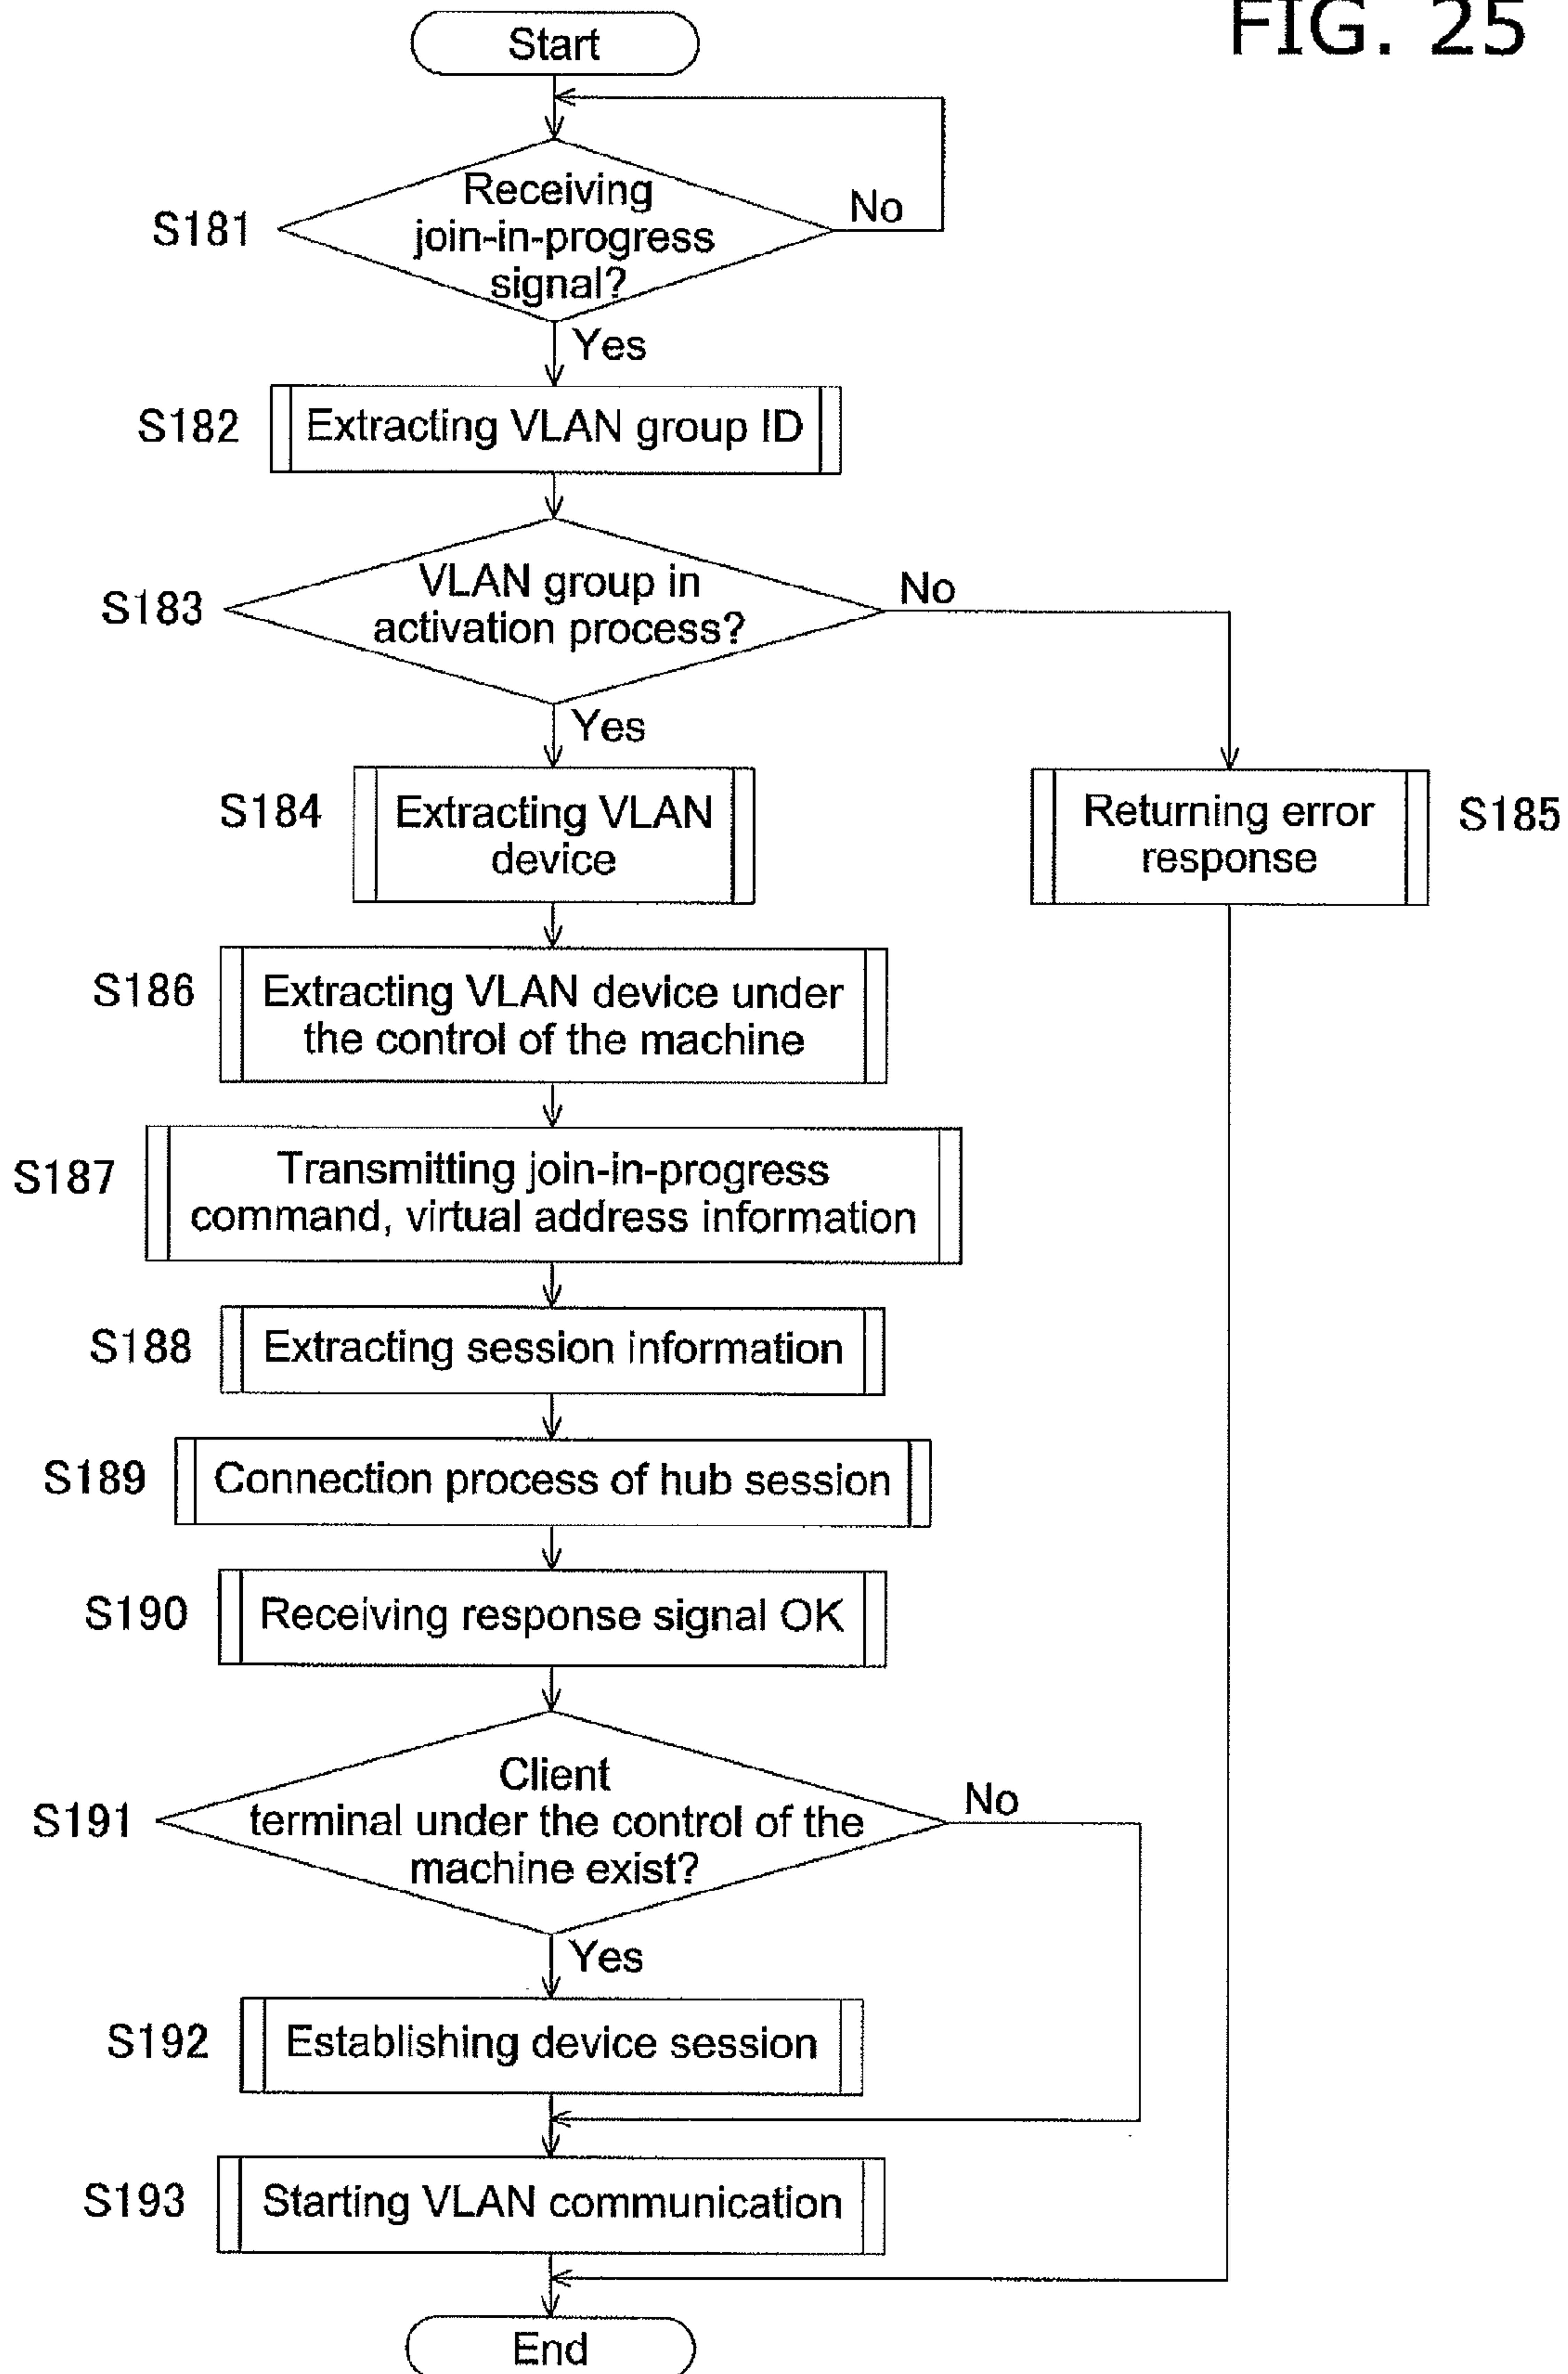 FIG. 25
Start
Receiving
join-in-progress
signal?
S181
No
Yes
S182
Extracting VLAN group ID
S183
VLAN group in
activation process?
No
Yes
S184
Extracting VLAN
device
Returning error
response
S185
S186
Extracting VLAN device under
the control of the machine
S187
Transmitting join-in-progress
command, virtual address information
S188
Extracting session information
S189
Connection process of hub session
S190
Receiving response signal OK
S191
Client
terminal under the control of the
machine exist?
No
Yes
S192
Establishing device session
S193
Starting VLAN communication
End